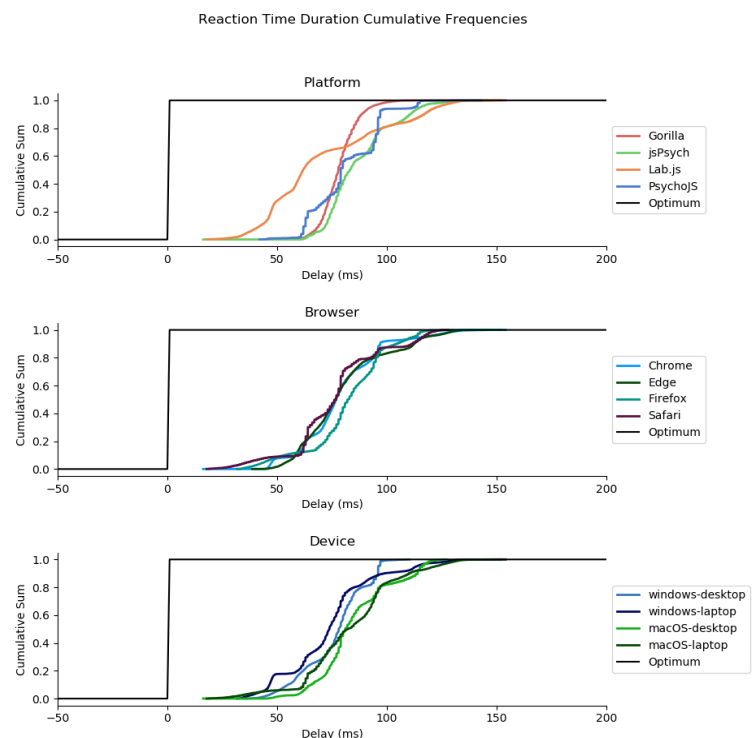 Reaction Time Duration Cumulative Frequencies
Platform
Cumulative Sum
1.0
0.8
0.6
0.4
0.2
0.0
−50 0 50 100 150 200
Delay (ms)
Gorilla
jsPsych
Lab.js
PsychoJS
Optimum
Browser
Cumulative Sum
1.0
0.8
0.6
0.4
0.2
0.0
−50 0 50 100 150 200
Delay (ms)
Chrome
Edge
Firefox
Safari
Optimum
Device
Cumulative Sum
1.0
0.8
0.6
0.4
0.2
0.0
−50 0 50 100 150 200
Delay (ms)
windows-desktop
windows-laptop
macOS-desktop
macOS-laptop
Optimum